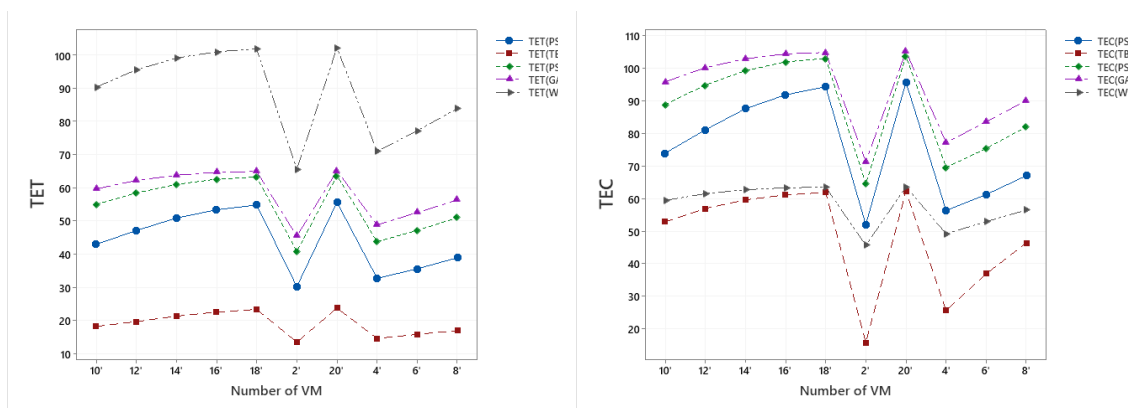 TET(PS
TET(TE
TET(PS
TET(GA
TET(W
100
90
80
70
60
50
40
30
20
10
TET
10' 12' 14' 16' 18' 2' 20' 4' 6' 8'
Number of VM
TEC(PS
TEC(TB
TEC(PS
TEC(GA
TEC(W
110
100
90
80
70
60
50
40
30
20
TEC
10' 12' 14' 16' 18' 2' 20' 4' 6' 8'
Number of VM